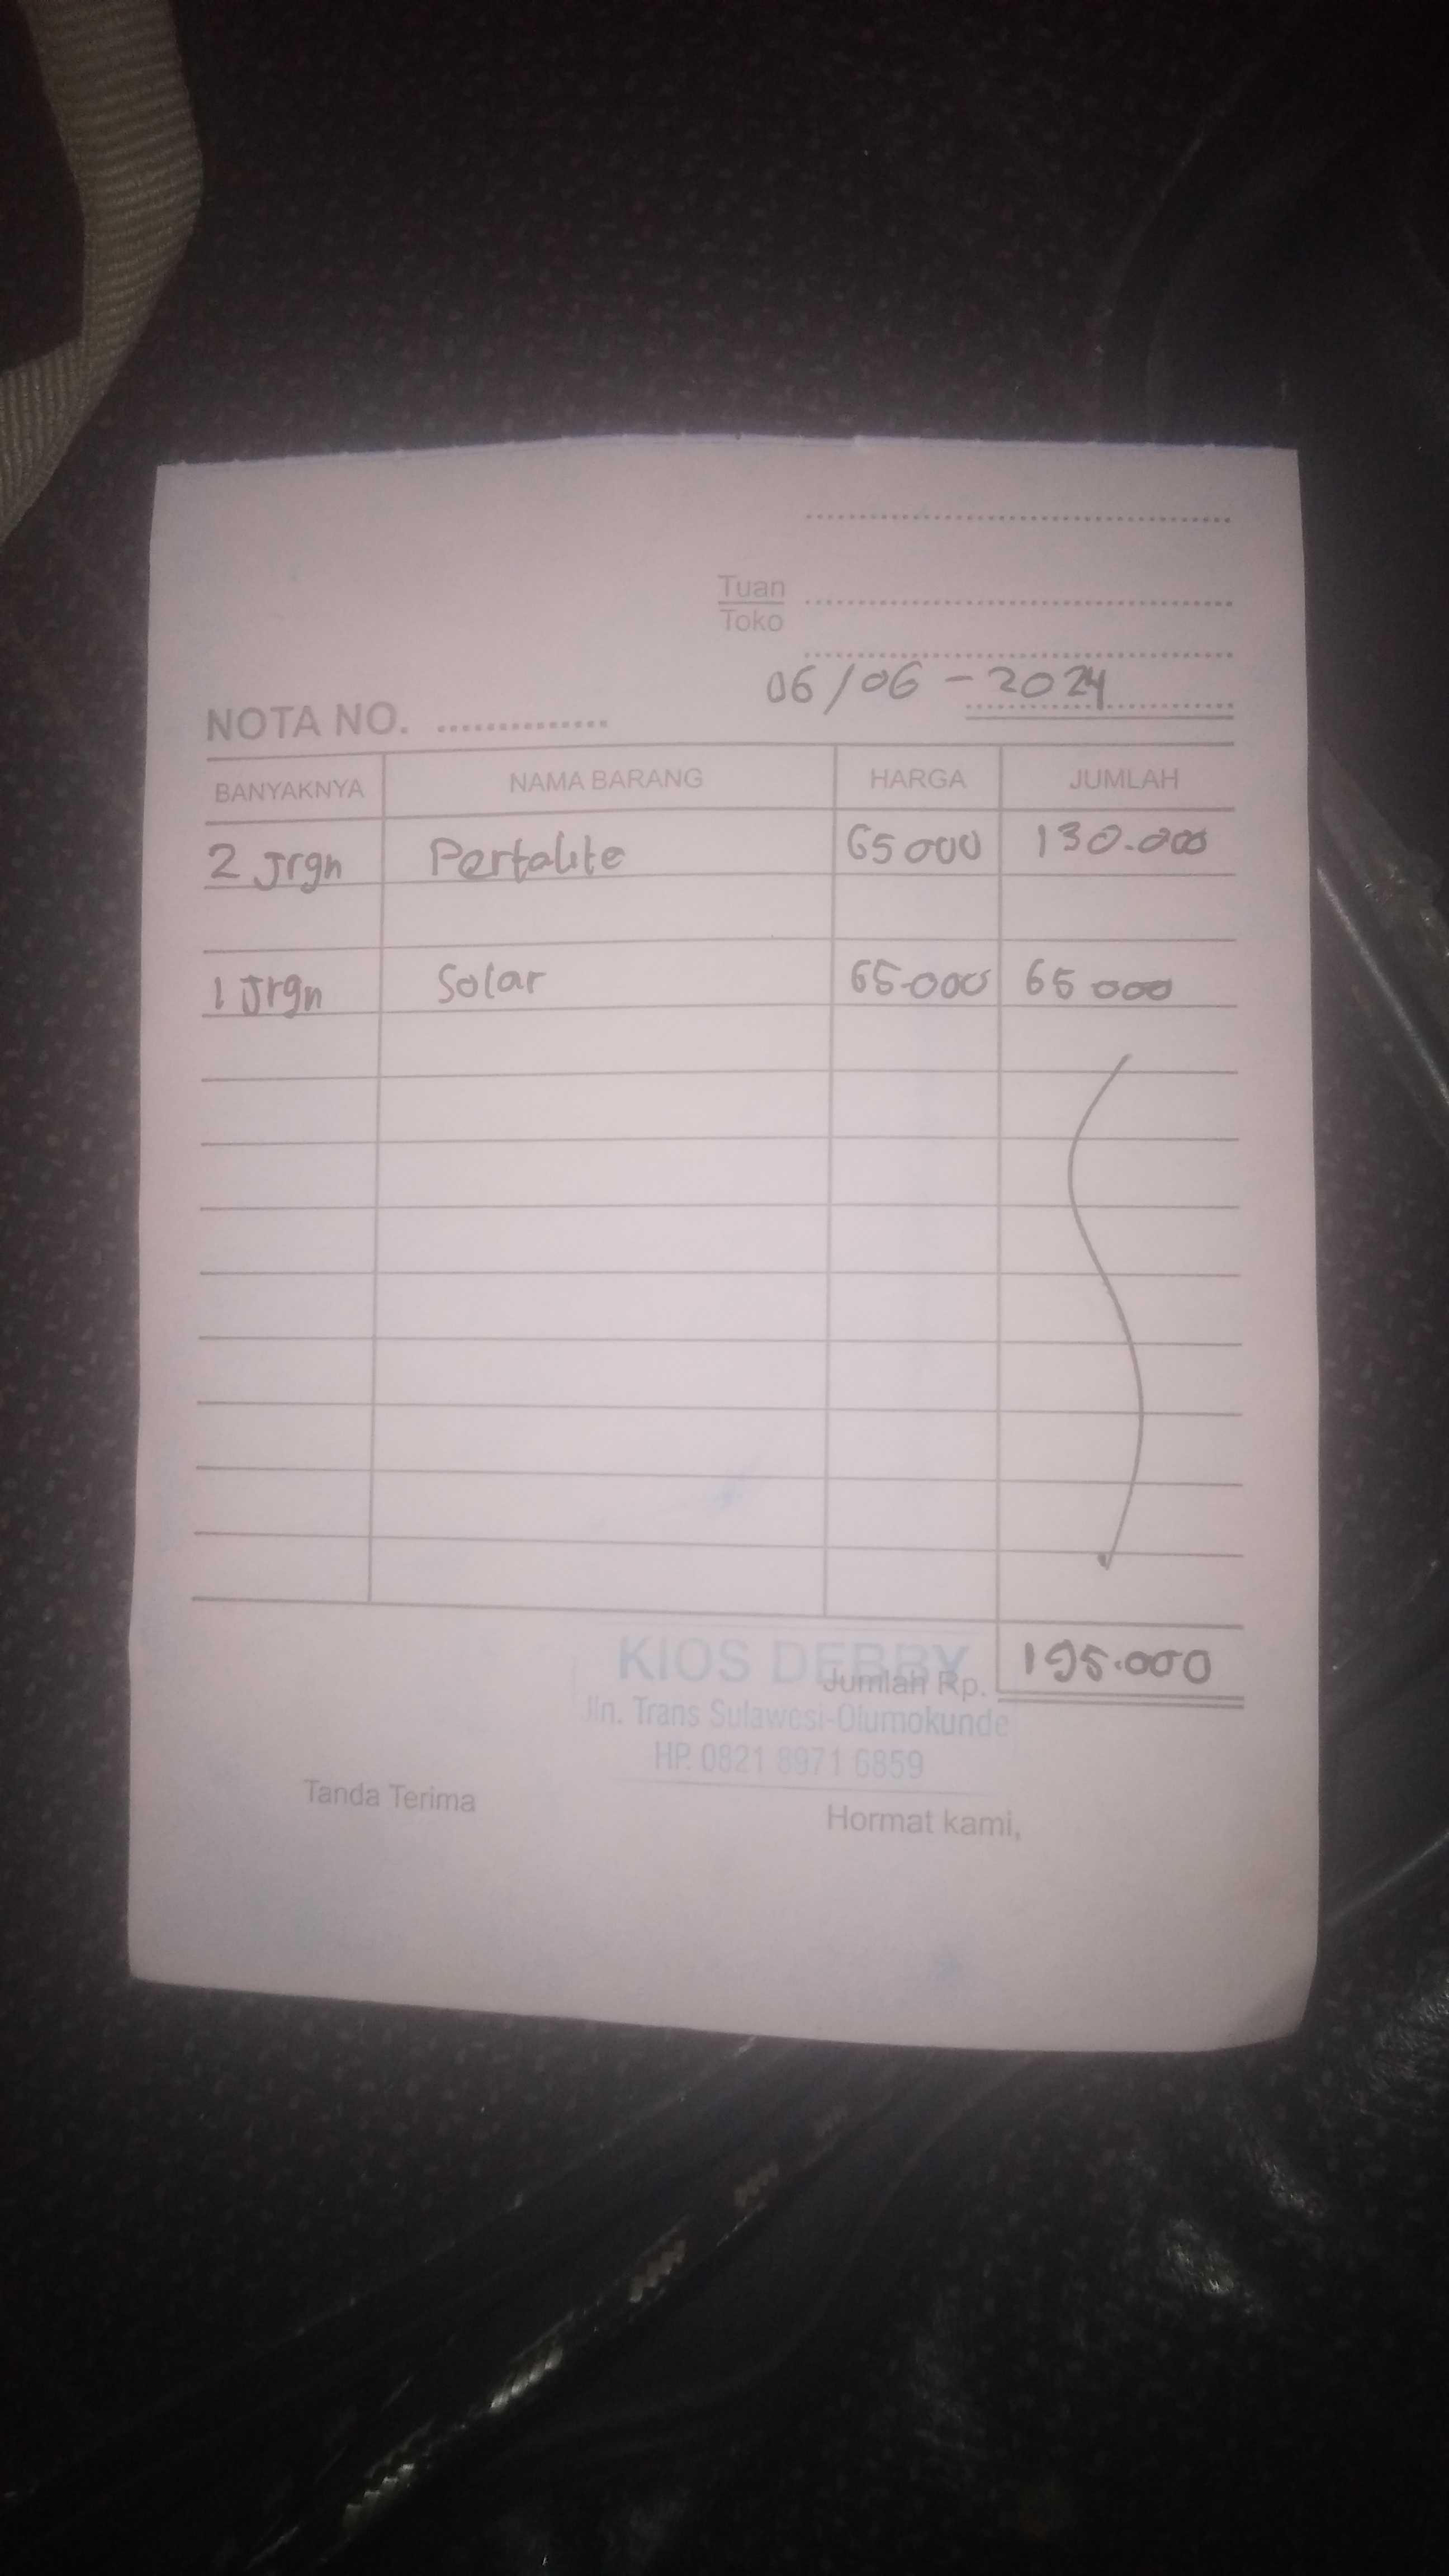 Tuan
Toko
06/06-2024
NOTA NO. ...............
BANYAKNYA NAMA BARANG HARGA JUMLAH
2 Jrgn Pertalite 65000 130.000
1 Jrgn Solar 65.000 65 000
KIOS DEBBY
Jumlah Rp. 195.000
Jln. Trans Sulawesi-Olumokunde
HP. 0821 8971 6859
Tanda Terima Hormat kami,